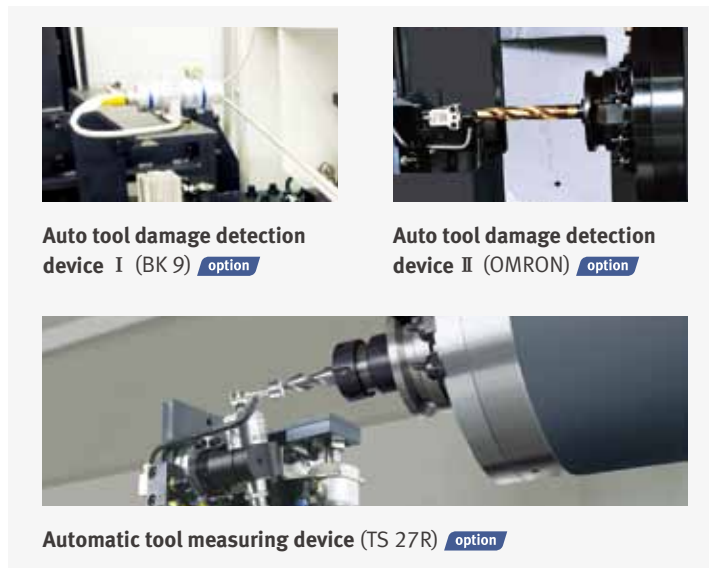 Auto tool damage detection
device Ⅰ (BK 9) option
Auto tool damage detection
device Ⅱ (OMRON) option
Automatic tool measuring device (TS 27R) option